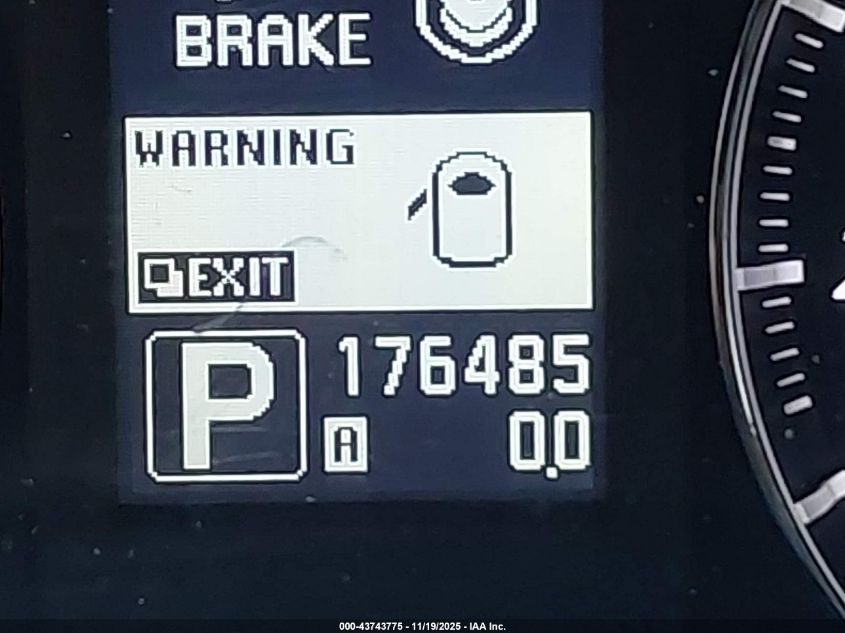 BRAKE
WARNING
EXIT
P
176485
A 0.0
000-43743775 - 11/19/2025 - IAA Inc.